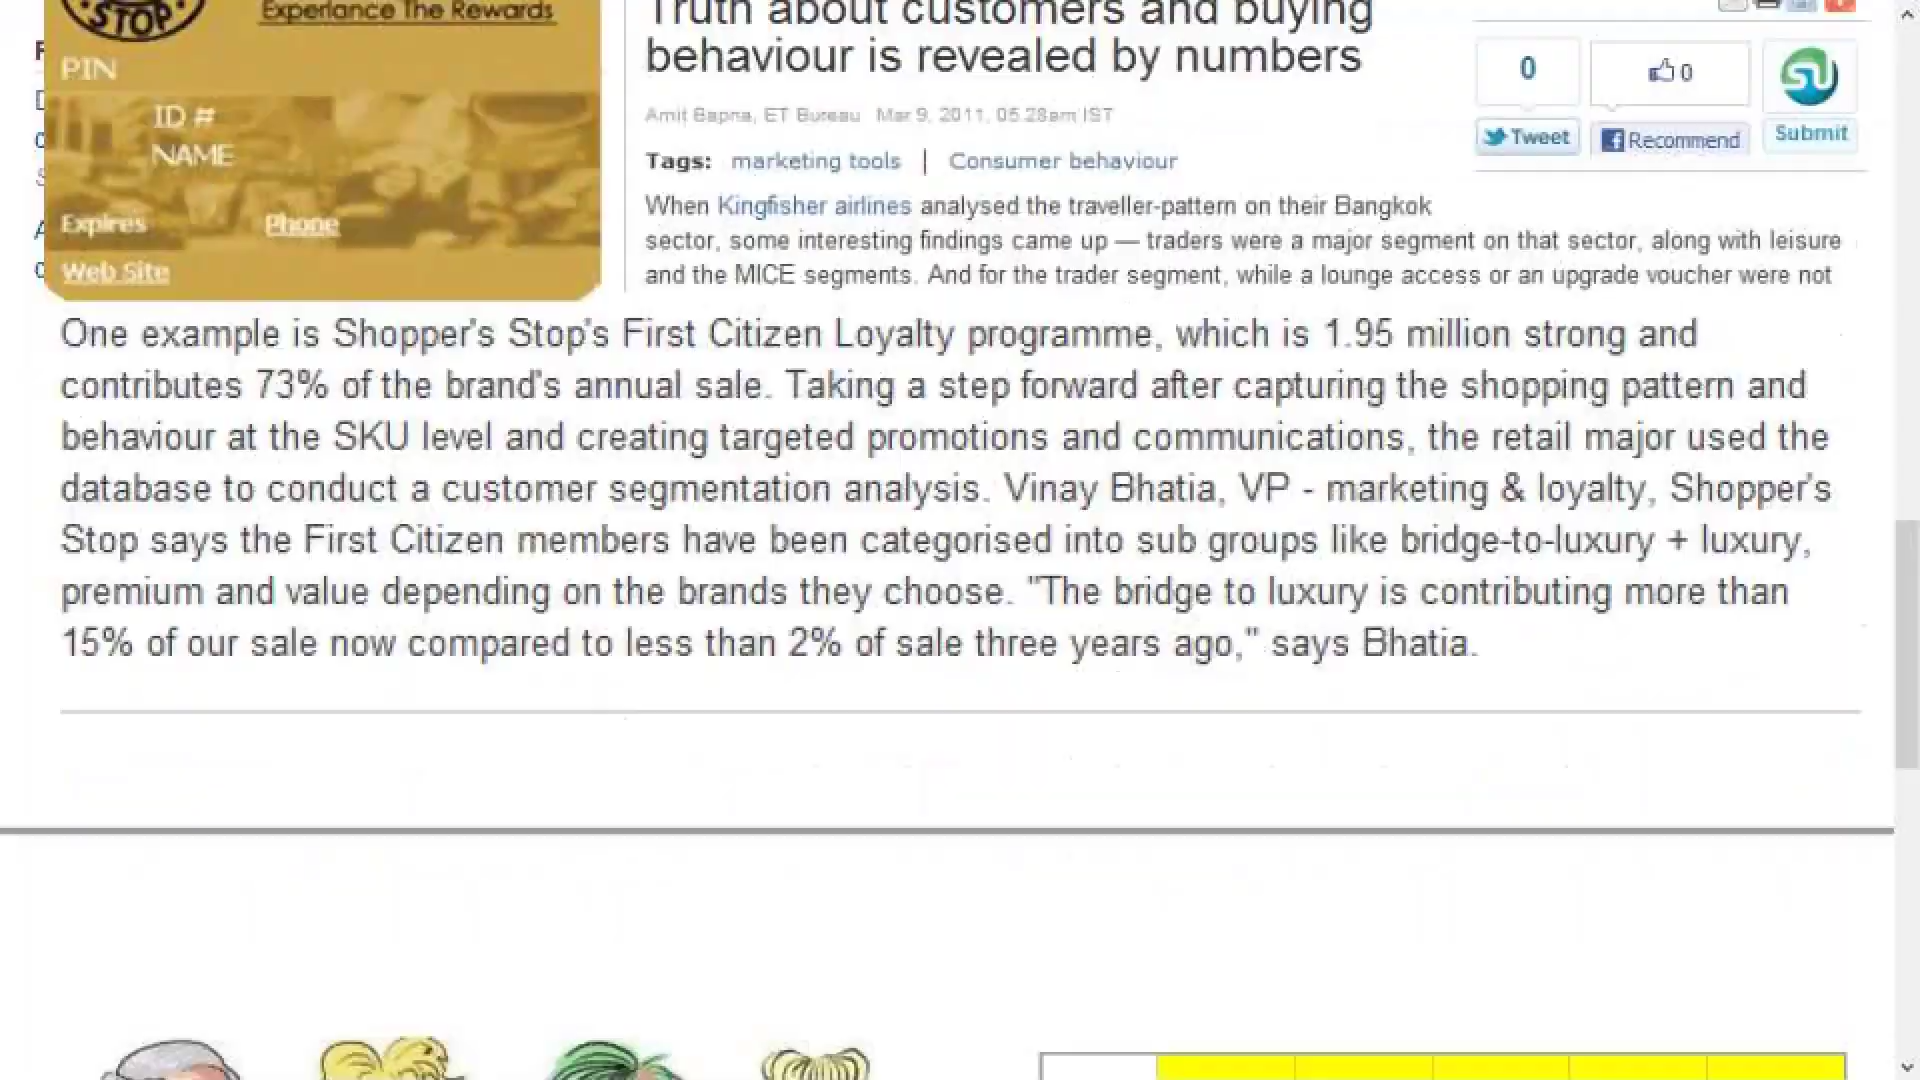 STOP
Experiance The Rewards
PIN
ID #
NAME
Expires Phone
Web Site
Truth about customers and buying
behaviour is revealed by numbers
Amit Bapna, ET Bureau Mar 9, 2011, 05.28am IST
Tags: marketing tools | Consumer behaviour
0
Tweet
0
Recommend
Submit
When Kingfisher airlines analysed the traveller-pattern on their Bangkok
sector, some interesting findings came up — traders were a major segment on that sector, along with leisure
and the MICE segments. And for the trader segment, while a lounge access or an upgrade voucher were not
One example is Shopper's Stop's First Citizen Loyalty programme, which is 1.95 million strong and
contributes 73% of the brand's annual sale. Taking a step forward after capturing the shopping pattern and
behaviour at the SKU level and creating targeted promotions and communications, the retail major used the
database to conduct a customer segmentation analysis. Vinay Bhatia, VP - marketing & loyalty, Shopper's
Stop says the First Citizen members have been categorised into sub groups like bridge-to-luxury + luxury,
premium and value depending on the brands they choose. "The bridge to luxury is contributing more than
15% of our sale now compared to less than 2% of sale three years ago," says Bhatia.